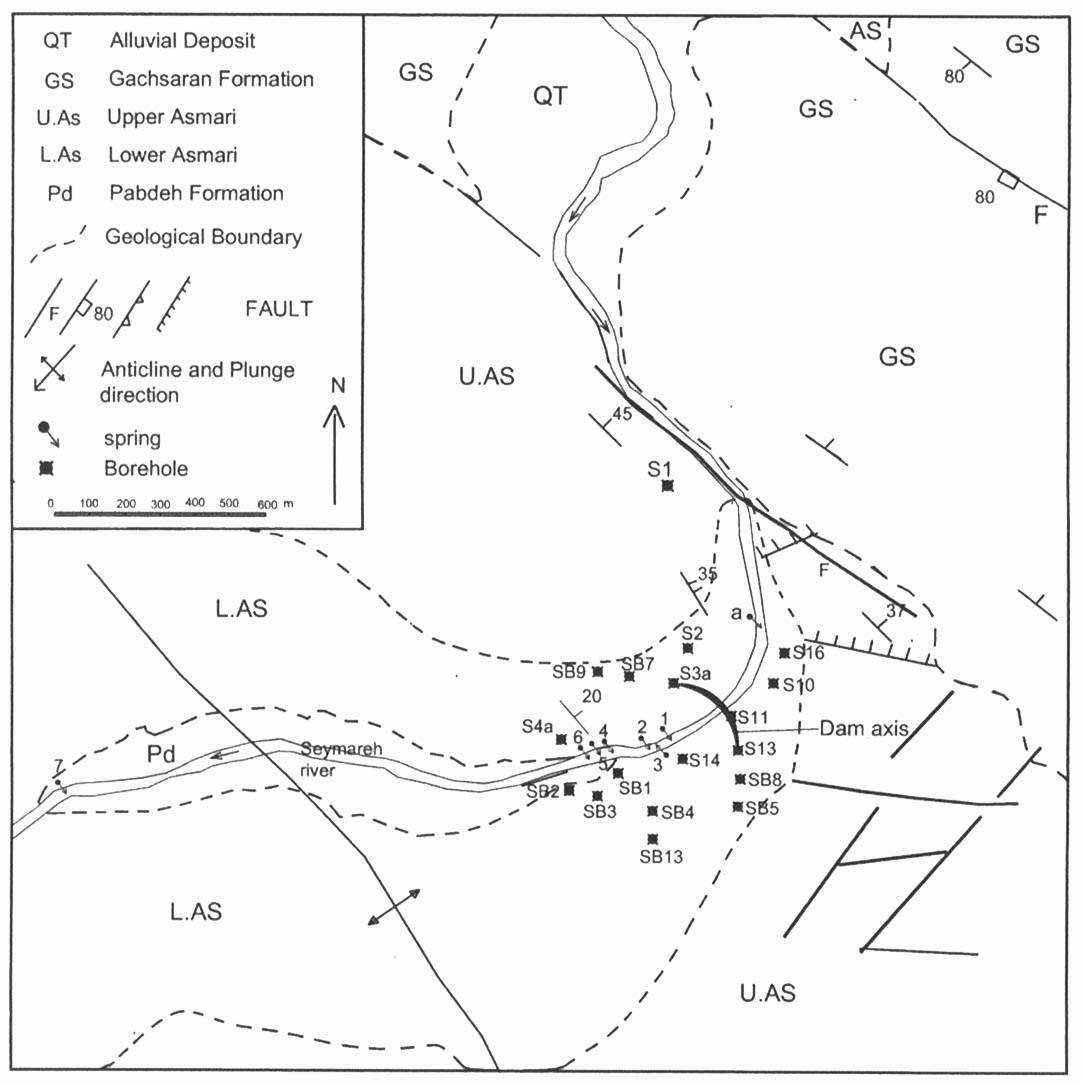 QT Alluvial Deposit
GS Gachsaran Formation
U.As Upper Asmari
L.As Lower Asmari
Pd Pabdeh Formation
Geological Boundary
F 80 FAULT
Anticline and Plunge
direction
N
spring
Borehole
0 100 200 300 400 500 600 m
GS
QT
GS
AS
GS
80
80
F
GS
U.AS
45
S1
F
35
37
L.AS
a
S2
S16
SB9
SB7
S3a
S10
20
S11
Dam axis
S4a
6
4
2
1
5
3
S13
S14
Pd
Seymareh
river
7
SB2
SB3
SB1
SB8
SB4
SB5
SB13
L.AS
U.AS